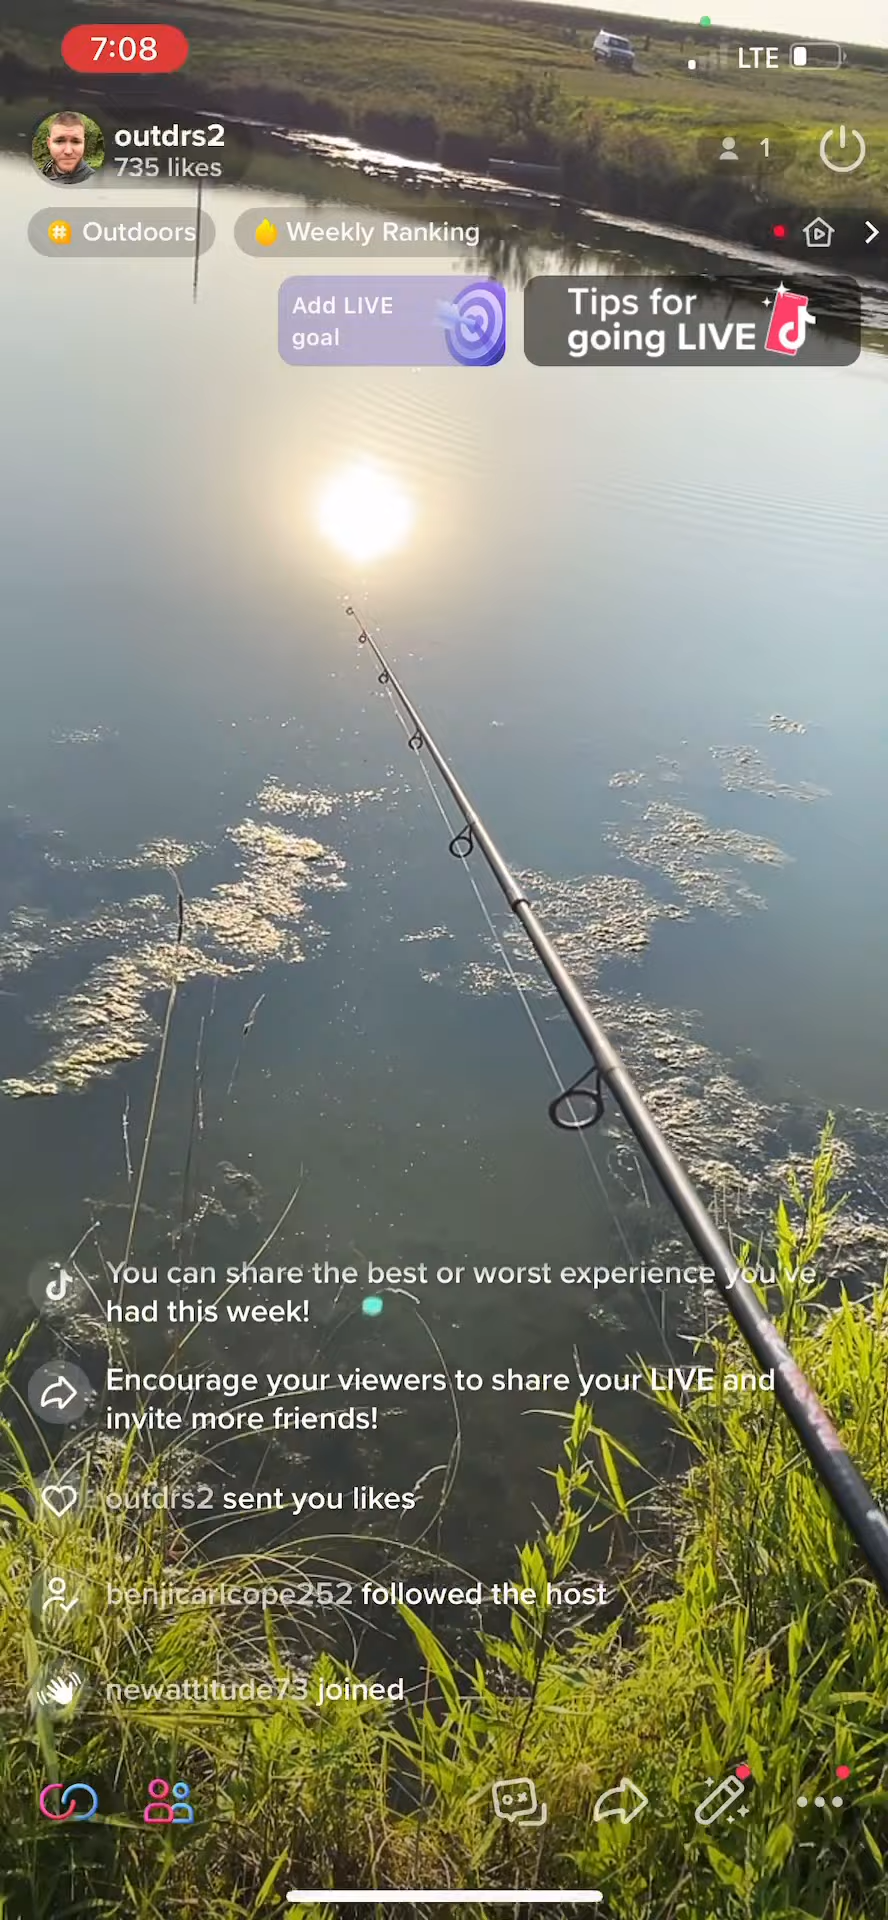 7:08
LTE
outdrs2
735 likes
1
Outdoors
Weekly Ranking
Add LIVE
goal
Tips for
going LIVE
You can share the best or worst experience you've
had this week!
Encourage your viewers to share your LIVE and
invite more friends!
outdrs2 sent you likes
benjicarlcope252 followed the host
newattitude73 joined